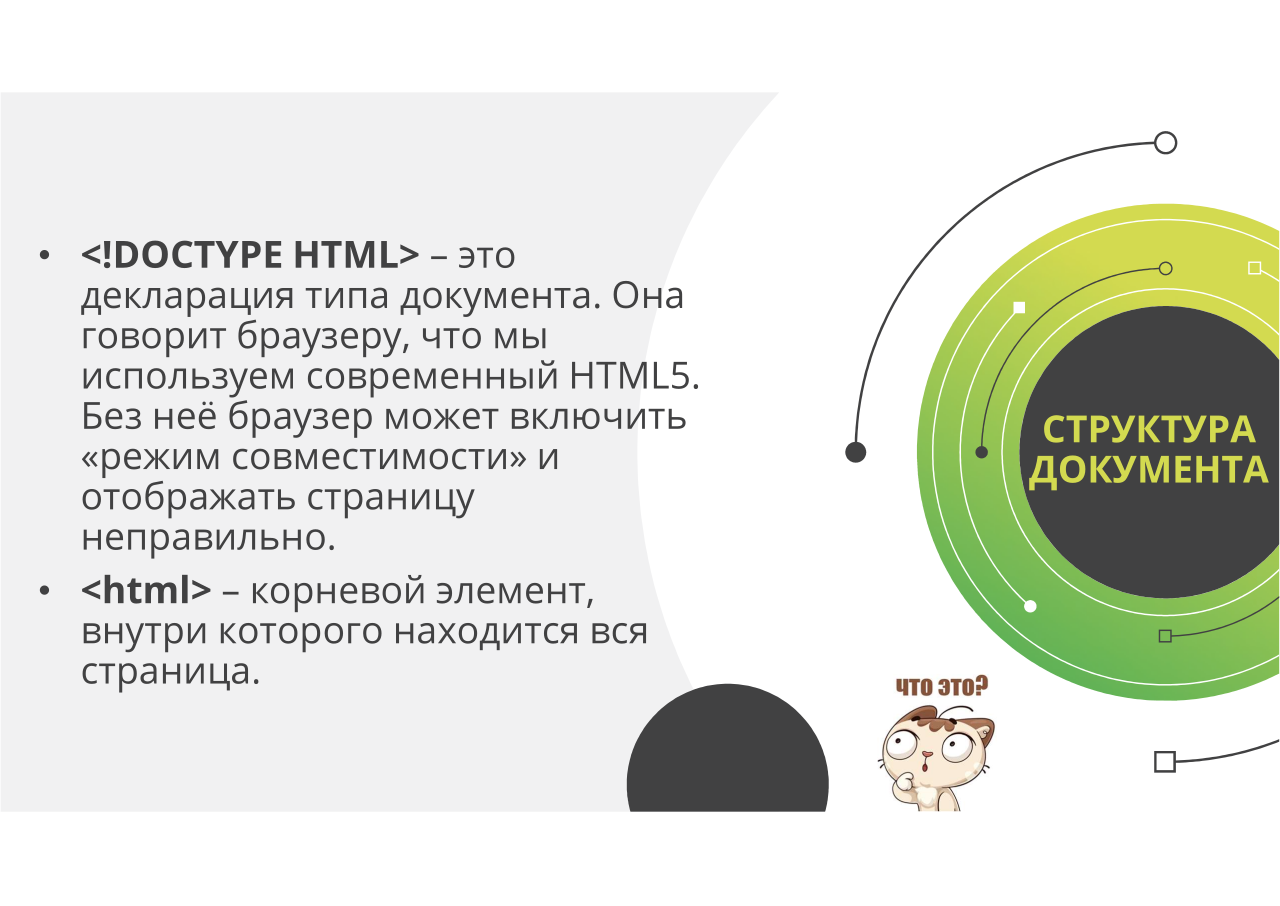 • <!DOCTYPE HTML> – это
декларация типа документа. Она
говорит браузеру, что мы
используем современный HTML5.
Без неё браузер может включить
«режим совместимости» и
отображать страницу
неправильно.
• <html> – корневой элемент,
внутри которого находится вся
страница.
СТРУКТУРА
ДОКУМЕНТА
ЧТО ЭТО?